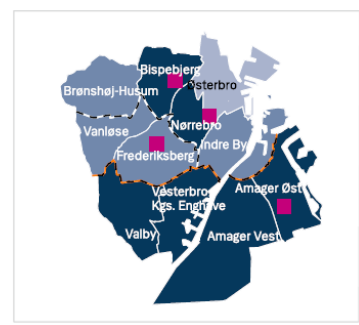 Bispebjerg
Østerbro
Brønshøj-Husum
Nørrebro
Vanløse
Indre By
Frederiksberg
Vesterbro
Kgs. Enghave
Amager Øst
Valby
Amager Vest